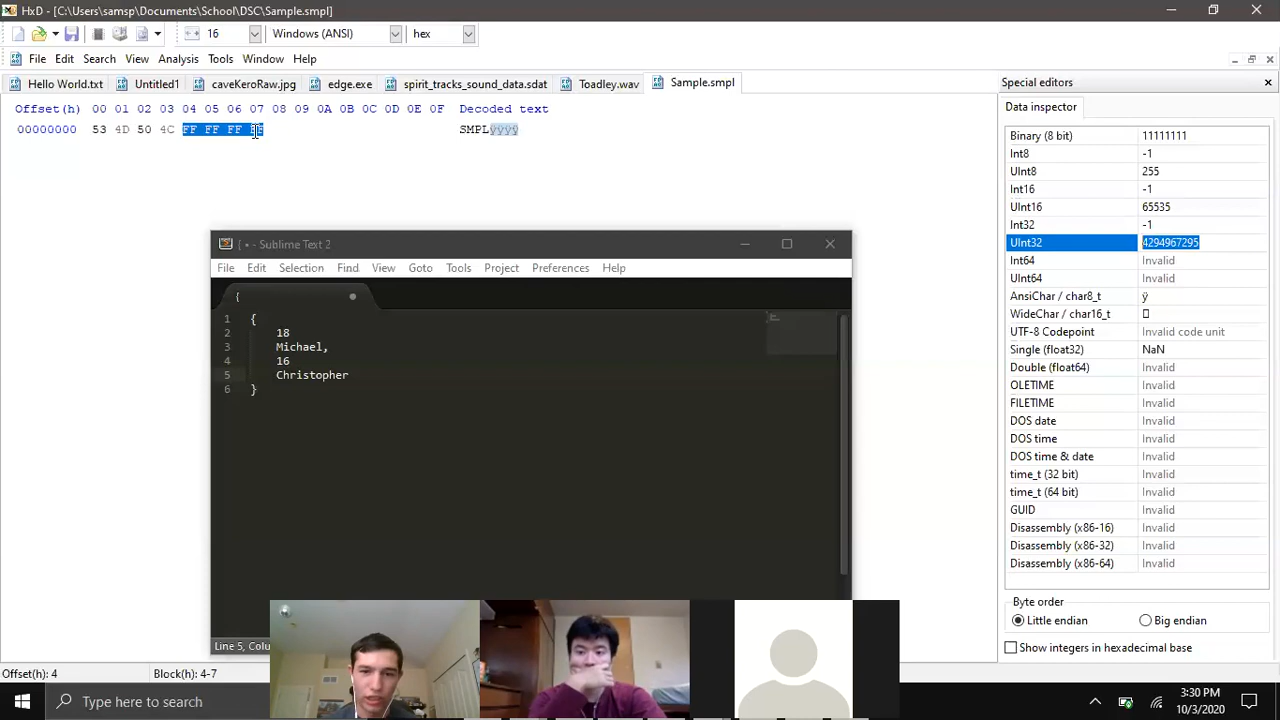 HxD - [C:\Users\samsp\Documents\School\DSC\Sample.smpl]
16 Windows (ANSI) hex
File Edit Search View Analysis Tools Window Help
Hello World.txt Untitled1 caveKeroRaw.jpg edge.exe spirit_tracks_sound_data.sdat Toadley.wav Sample.smpl
Special editors
Data inspector
Offset(h) 00 01 02 03 04 05 06 07 08 09 0A 0B 0C 0D 0E 0F Decoded text
00000000 53 4D 50 4C FF FF FF FF SMPLÿÿÿÿ
Binary (8 bit) 11111111
Int8 -1
UInt8 255
Int16 -1
UInt16 65535
Int32 -1
UInt32 4294967295
Int64 Invalid
UInt64 Invalid
AnsiChar / char8_t ÿ
WideChar / char16_t
UTF-8 Codepoint Invalid code unit
Single (float32) NaN
Double (float64) Invalid
OLETIME Invalid
FILETIME Invalid
DOS date Invalid
DOS time Invalid
DOS time & date Invalid
time_t (32 bit) Invalid
time_t (64 bit) Invalid
GUID Invalid
Disassembly (x86-16) Invalid
Disassembly (x86-32) Invalid
Disassembly (x86-64) Invalid
Byte order
Little endian Big endian
Show integers in hexadecimal base
{ • - Sublime Text 2
File Edit Selection Find View Goto Tools Project Preferences Help
{
1 {
2 18
3 Michael,
4 16
5 Christopher
6 }
Line 5, Colu
Offset(h): 4 Block(h): 4-7
Type here to search
3:30 PM
10/3/2020